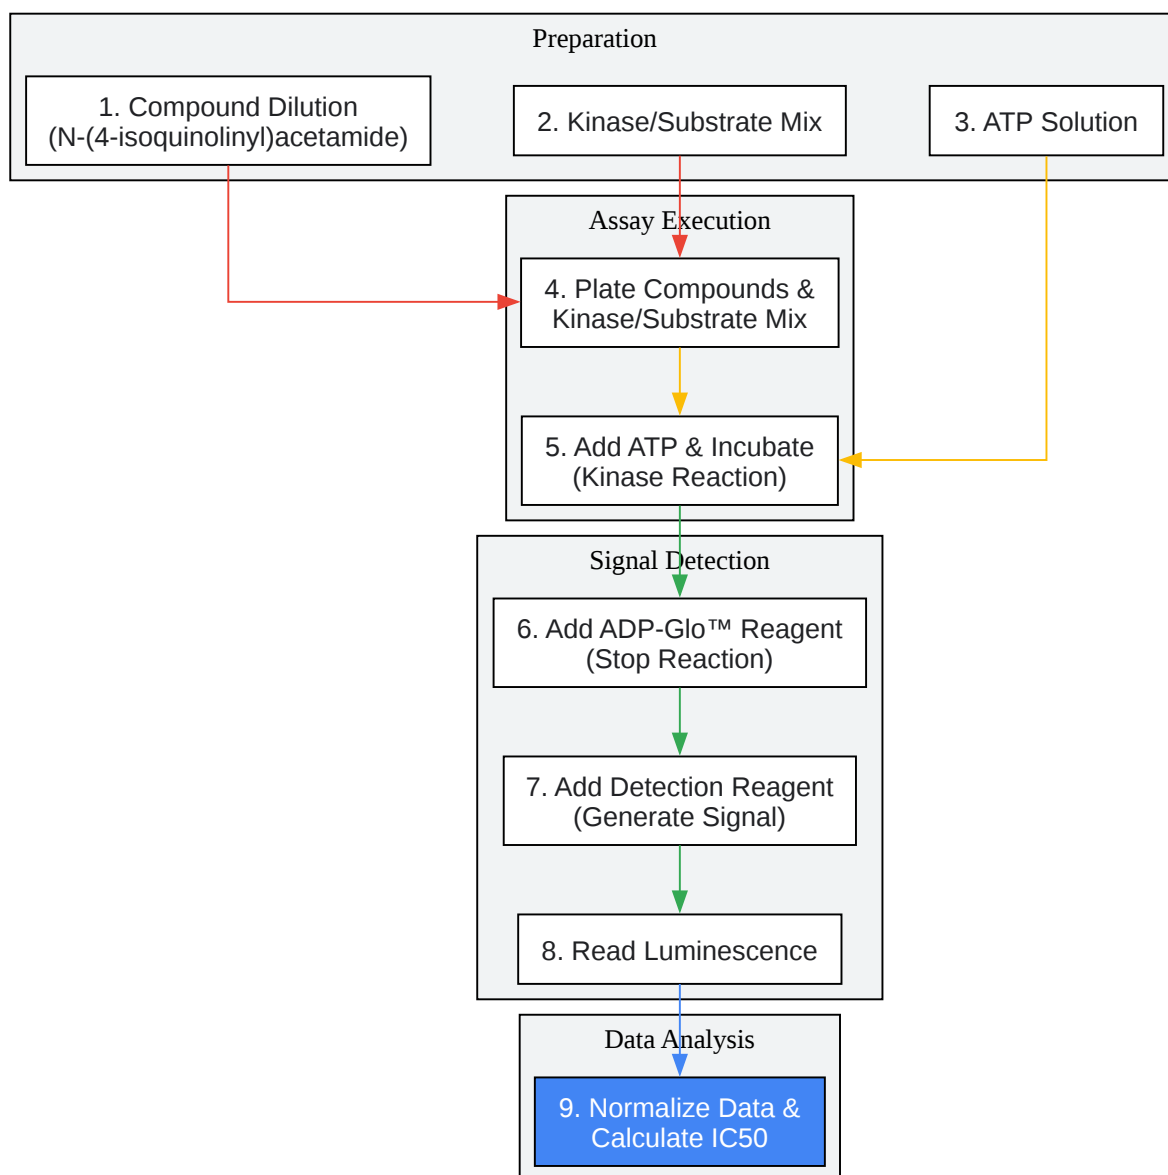 Preparation
1. Compound Dilution
(N-(4-isoquinolinyl)acetamide)
2. Kinase/Substrate Mix
3. ATP Solution
Assay Execution
4. Plate Compounds &
Kinase/Substrate Mix
5. Add ATP & Incubate
(Kinase Reaction)
Signal Detection
6. Add ADP-Glo™ Reagent
(Stop Reaction)
7. Add Detection Reagent
(Generate Signal)
8. Read Luminescence
Data Analysis
9. Normalize Data &
Calculate IC50